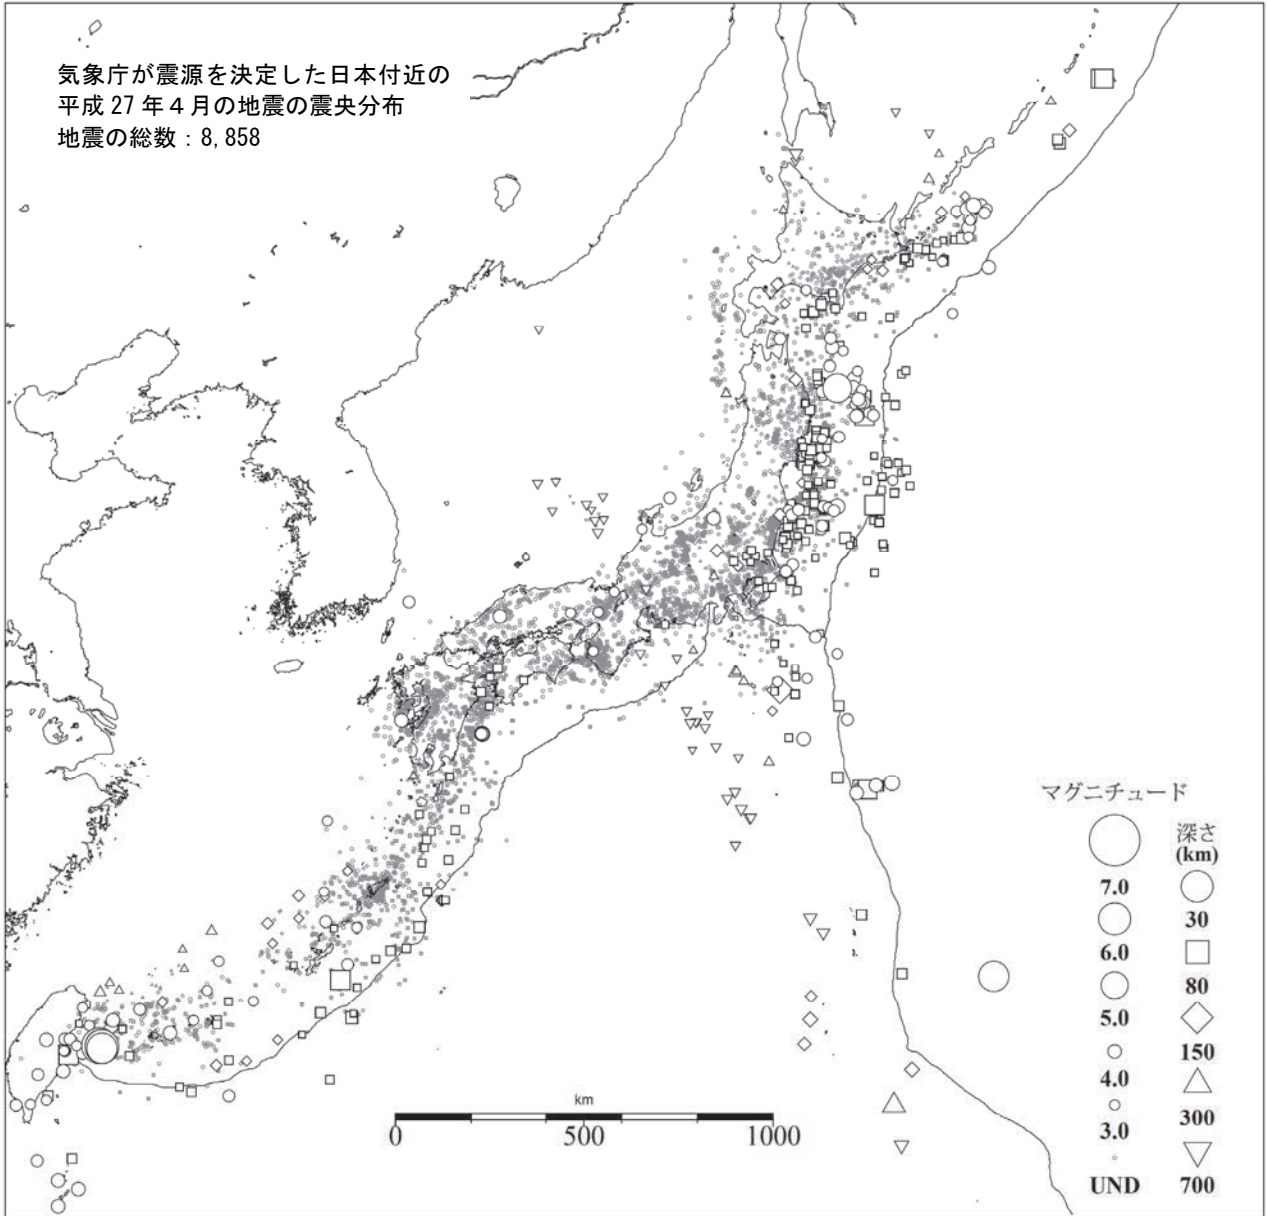 気象庁が震源を決定した日本付近の
平成27年4月の地震の震央分布
地震の総数：8,858
km
0 500 1000
マグニチュード
深さ
(km)
7.0
30
6.0
80
5.0
150
4.0
300
3.0
UND 700